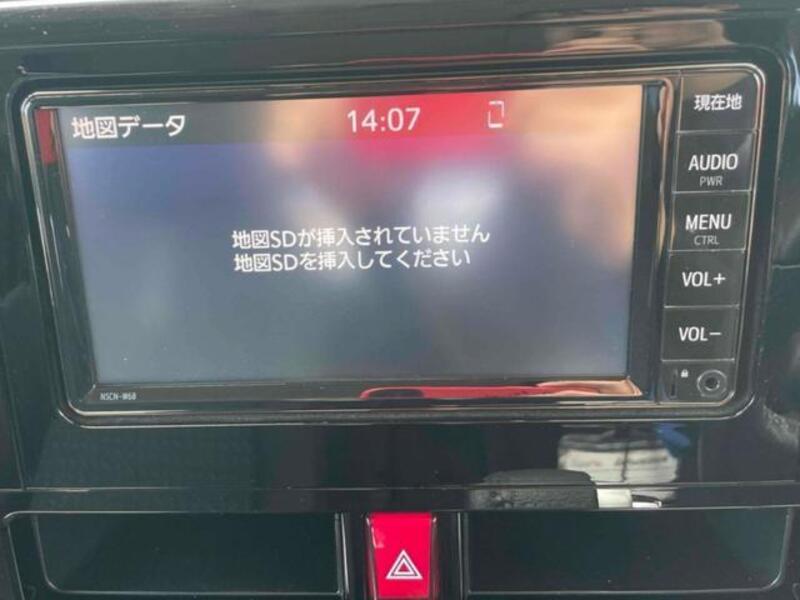 地図データ
14:07
地図SDが挿入されていません
地図SDを挿入してください
現在地
AUDIO
PWR
MENU
CTRL
VOL+
VOL−
NSCN-W68